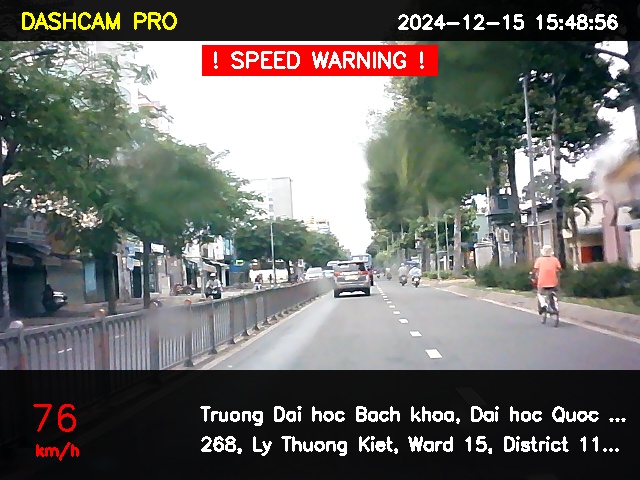 DASHCAM PRO
2024-12-15 15:48:56
! SPEED WARNING !
76
km/h
Truong Dai hoc Bach khoa, Dai hoc Quoc ...
268, Ly Thuong Kiet, Ward 15, District 11...